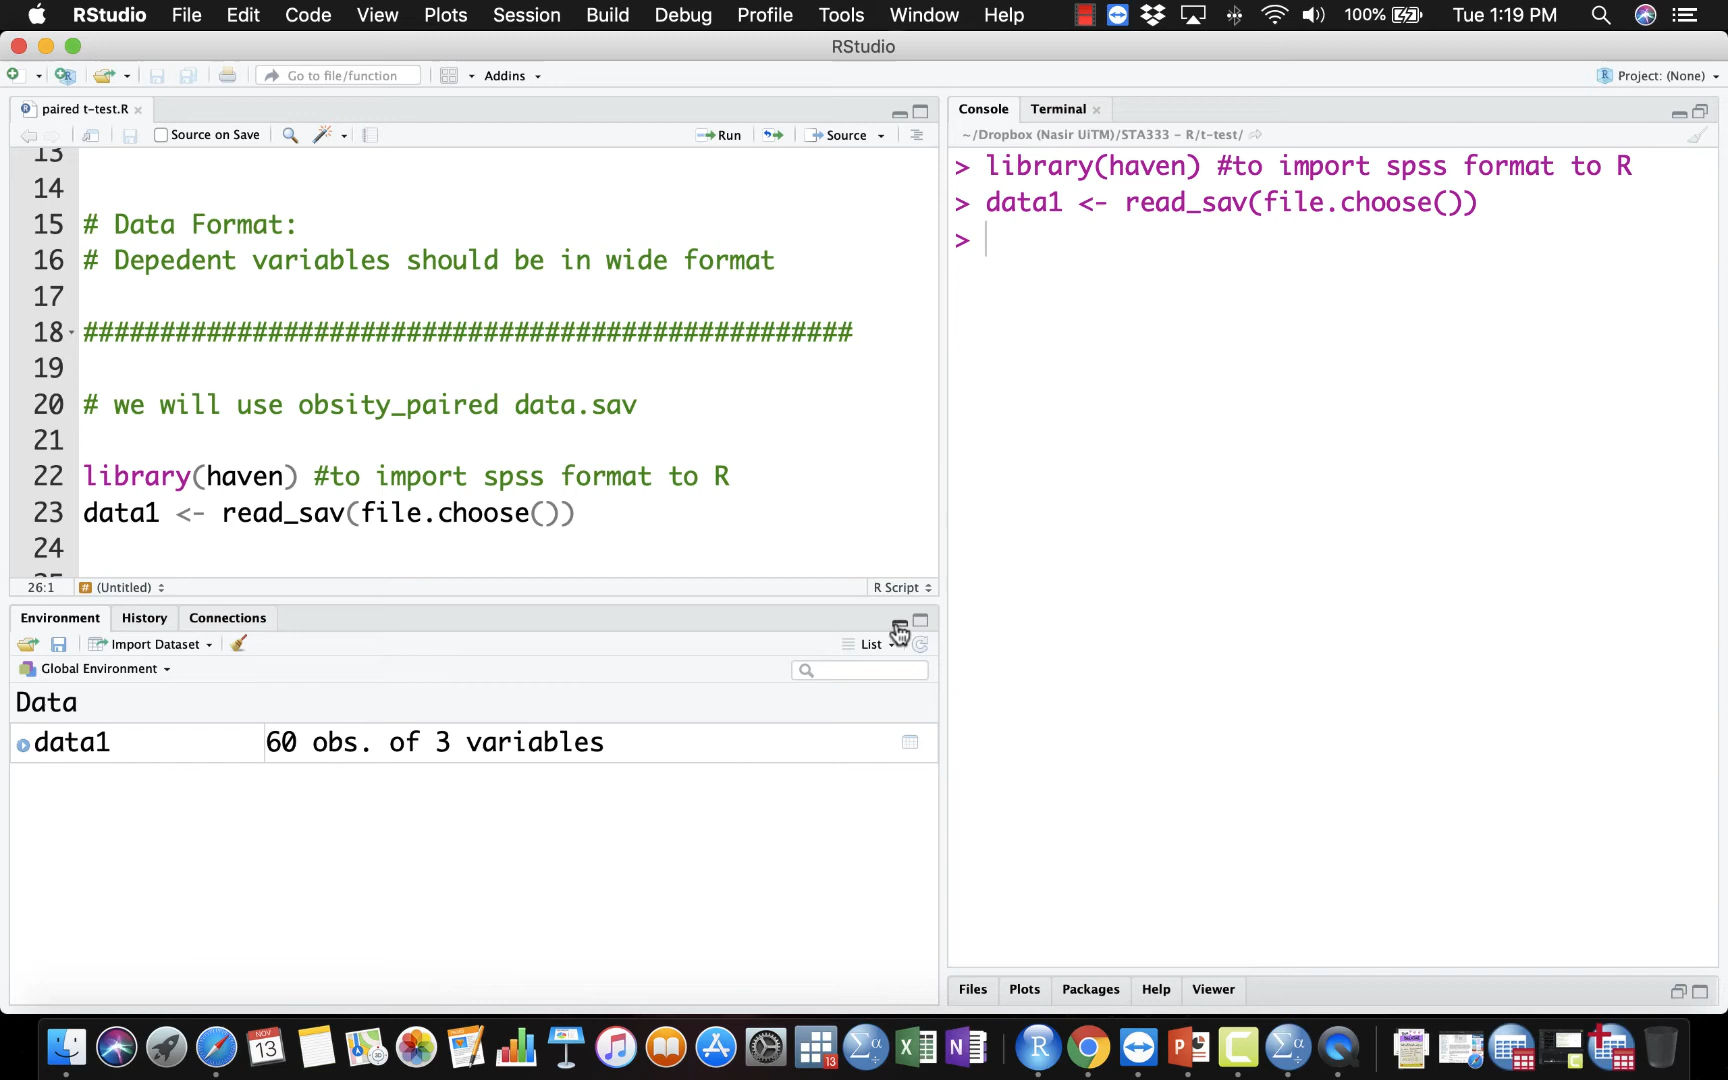 RStudio File Edit Code View Plots Session Build Debug Profile Tools Window Help 100% Tue 1:19 PM
RStudio
Go to file/function Addins Project: (None)
paired t-test.R
Source on Save Run Source
13
14
15 # Data Format:
16 # Depedent variables should be in wide format
17
18 ##################################################
19
20 # we will use obsity_paired data.sav
21
22 library(haven) #to import spss format to R
23 data1 <- read_sav(file.choose())
24
26:1 (Untitled) R Script
Environment History Connections
Import Dataset List
Global Environment
Data
data1 60 obs. of 3 variables
Console Terminal
~/Dropbox (Nasir UiTM)/STA333 - R/t-test/
> library(haven) #to import spss format to R
> data1 <- read_sav(file.choose())
>
Files Plots Packages Help Viewer
NOV
13
13